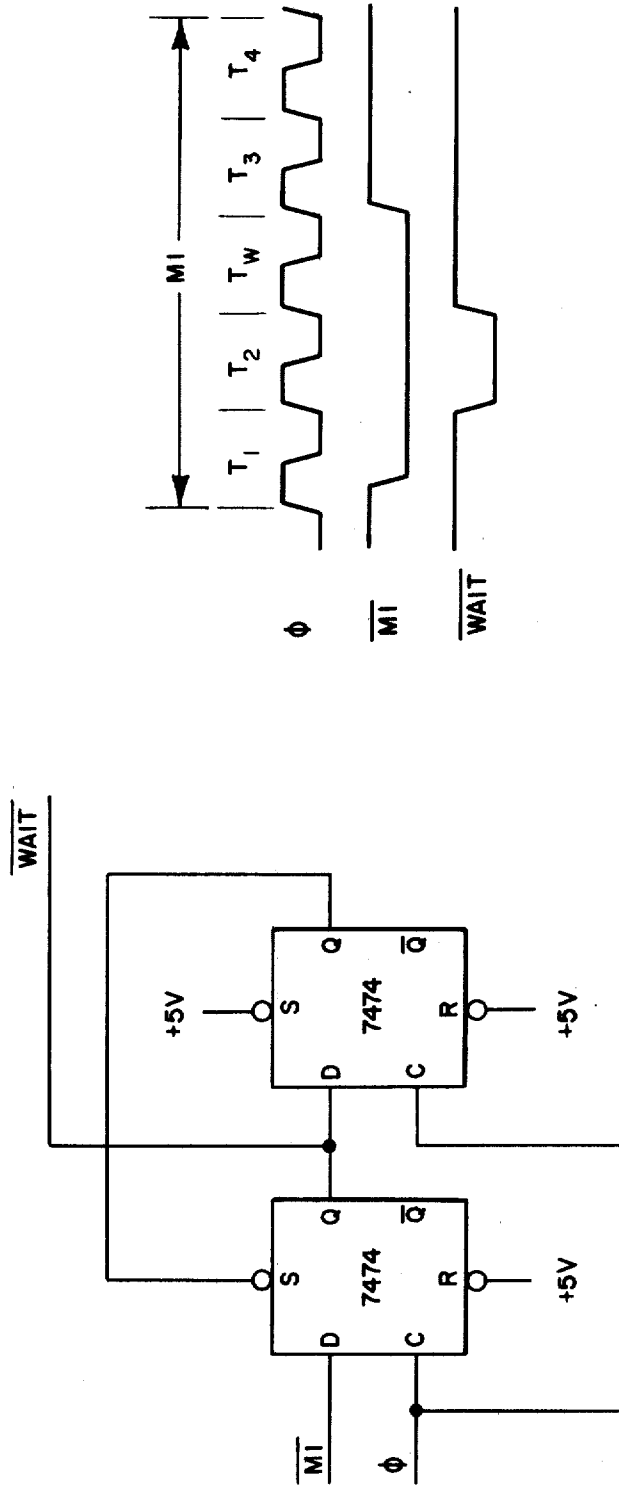 WAIT
+5V
S
D
7474
Q
C
R
Q
+5V
S
D
7474
Q
C
R
Q
+5V
M1
Φ
M1
T1
T2
TW
T3
T4
Φ
M1
WAIT